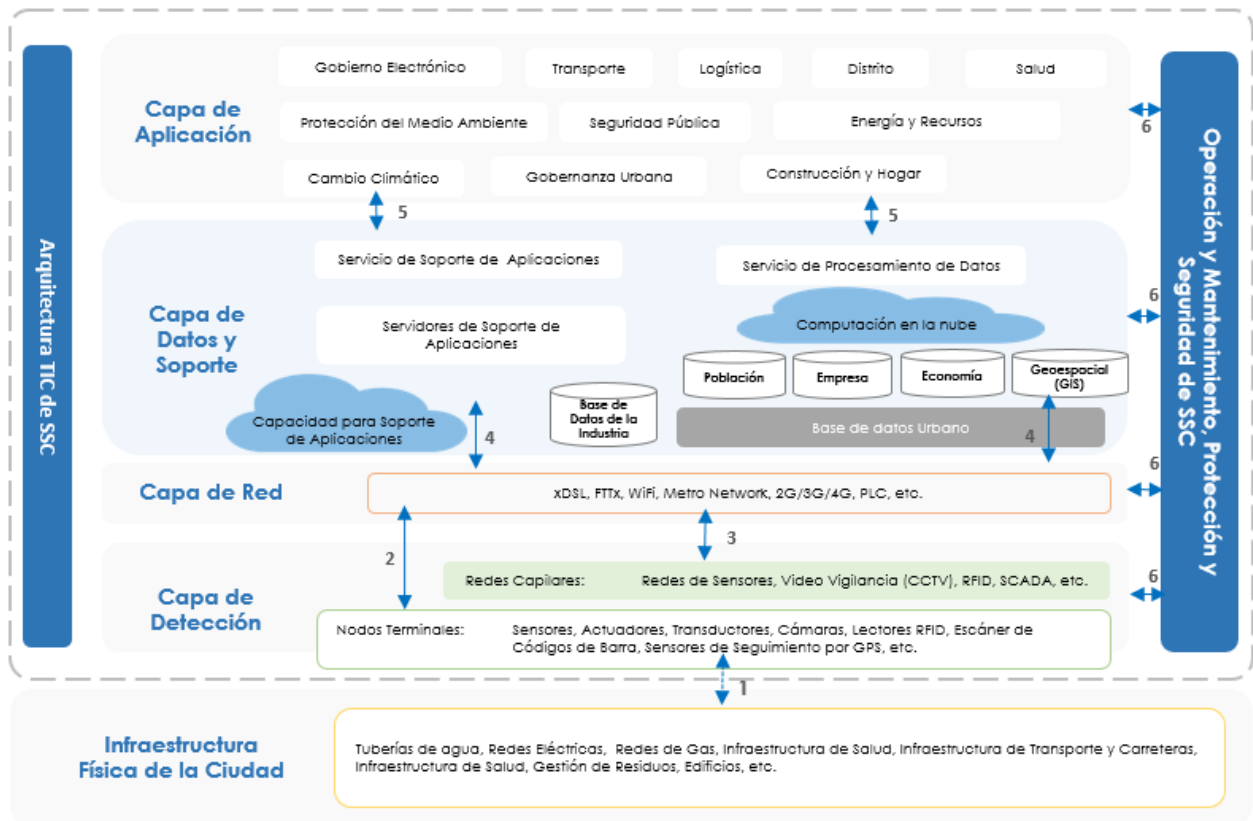 Arquitectura TIC de SSC
Capa de
Aplicación
Gobierno Electrónico
Transporte
Logística
Distrito
Salud
Protección del Medio Ambiente
Seguridad Pública
Energía y Recursos
Cambio Climático
Gobernanza Urbana
Construcción y Hogar
6
5
5
Capa de
Datos y
Soporte
Servicio de Soporte de Aplicaciones
Servicio de Procesamiento de Datos
Servidores de Soporte de
Aplicaciones
Computación en la nube
6
Población
Empresa
Economía
Geoespacial
(GIS)
Capacidad para Soporte
de Aplicaciones
Base de
Datos de la
Industria
Base de datos Urbano
4
4
Capa de Red
xDSL, FTTx, WiFi, Metro Network, 2G/3G/4G, PLC, etc.
6
2
3
Capa de
Detección
Redes Capilares: Redes de Sensores, Video Vigilancia (CCTV), RFID, SCADA, etc.
6
Nodos Terminales: Sensores, Actuadores, Transductores, Cámaras, Lectores RFID, Escáner de
Códigos de Barra, Sensores de Seguimiento por GPS, etc.
1
Operación y Mantenimiento, Protección y
Seguridad de SSC
Infraestructura
Física de la Ciudad
Tuberías de agua, Redes Eléctricas, Redes de Gas, Infraestructura de Salud, Infraestructura de Transporte y Carreteras,
Infraestructura de Salud, Gestión de Residuos, Edificios, etc.